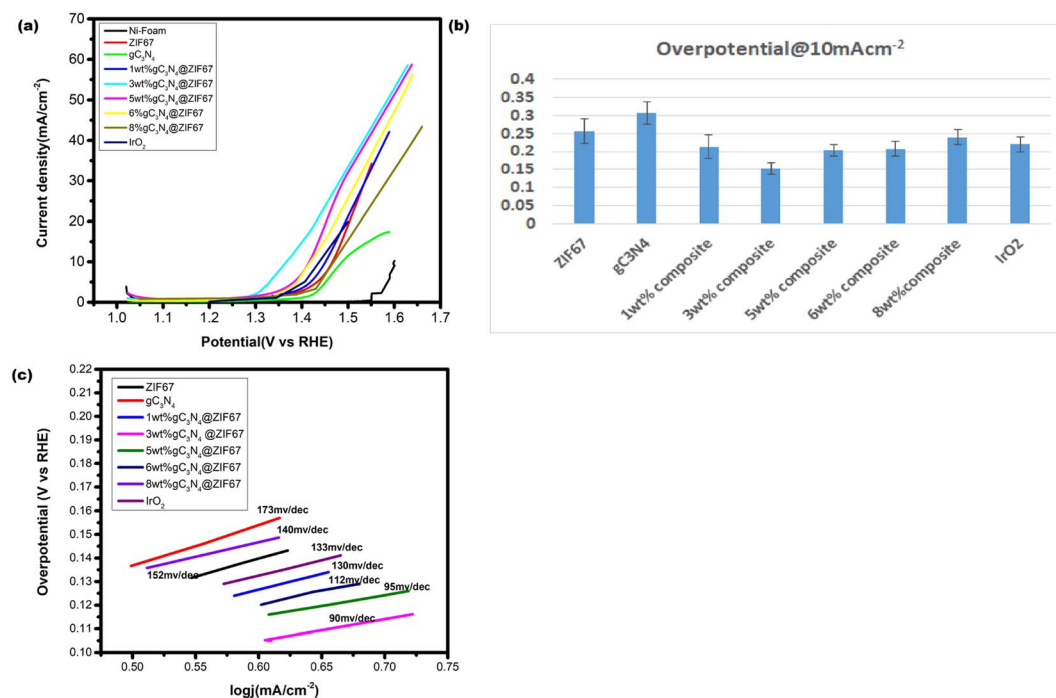 (a)
Ni-Foam
ZIF67
gC₃N₄
1wt%gC₃N₄@ZIF67
3wt%gC₃N₄@ZIF67
5wt%gC₃N₄@ZIF67
6%gC₃N₄@ZIF67
8%gC₃N₄@ZIF67
IrO₂
Current density(mA/cm⁻²)
70
60
50
40
30
20
10
0
1.0 1.1 1.2 1.3 1.4 1.5 1.6 1.7
Potential(V vs RHE)
(b)
Overpotential@10mAcm⁻²
0.4
0.35
0.3
0.25
0.2
0.15
0.1
0.05
0
ZIF67
gC3N4
1wt% composite
3wt% composite
5wt% composite
6wt% composite
8wt%composite
IrO2
(c)
ZIF67
gC₃N₄
1wt%gC₃N₄@ZIF67
3wt%gC₃N₄ @ZIF67
5wt%gC₃N₄@ZIF67
6wt%gC₃N₄@ZIF67
8wt%gC₃N₄@ZIF67
IrO₂
Overpotential (V vs RHE)
0.22
0.21
0.20
0.19
0.18
0.17
0.16
0.15
0.14
0.13
0.12
0.11
0.10
173mv/dec
140mv/dec
133mv/dec
152mv/dec
130mv/dec
112mv/dec
95mv/dec
90mv/dec
0.50 0.55 0.60 0.65 0.70 0.75
logj(mA/cm⁻²)